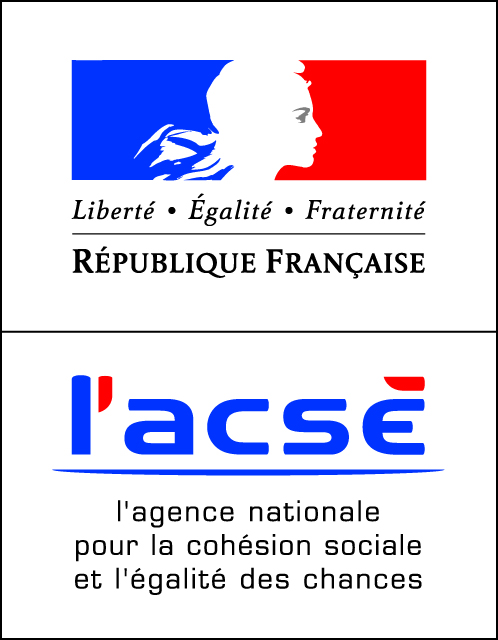 Liberté • Égalité • Fraternité
RÉPUBLIQUE FRANÇAISE
l'acsé
l'agence nationale
pour la cohésion sociale
et l'égalité des chances